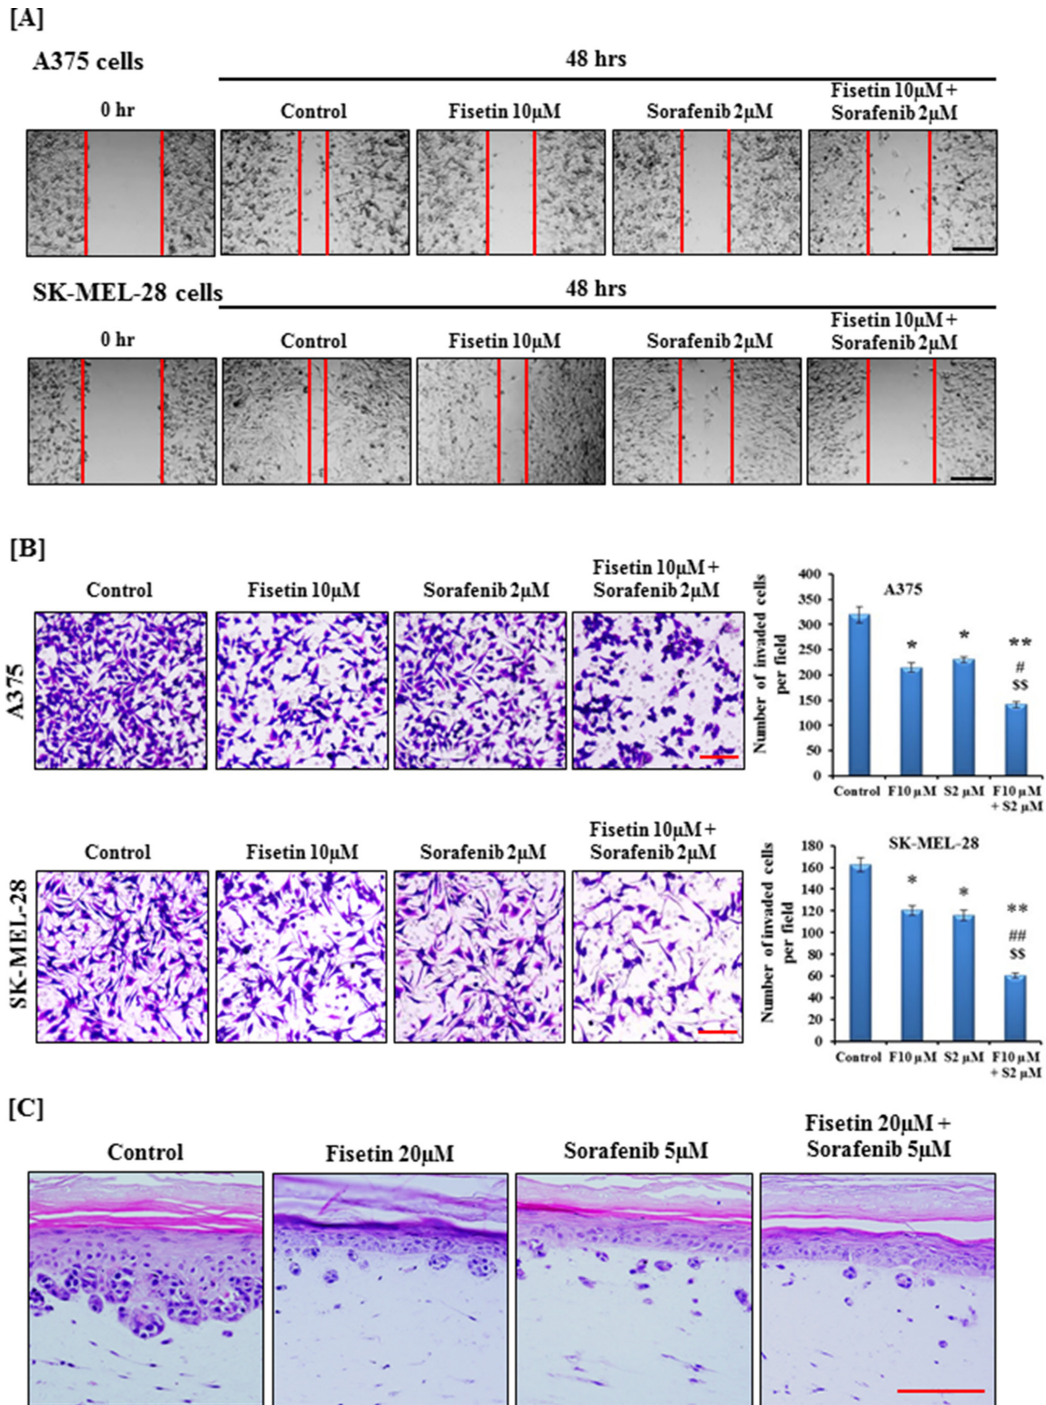 [A]
A375 cells
48 hrs
0 hr
Control
Fisetin 10μM
Sorafenib 2μM
Fisetin 10μM +
Sorafenib 2μM
SK-MEL-28 cells
48 hrs
0 hr
Control
Fisetin 10μM
Sorafenib 2μM
Fisetin 10μM +
Sorafenib 2μM
[B]
Control
Fisetin 10μM
Sorafenib 2μM
Fisetin 10μM +
Sorafenib 2μM
A375
Number of invaded cells
per field
A375
400
350
300
250
200
150
100
50
0
*
*
**
#
$$
Control
F10 μM
S2 μM
F10 μM
+ S2 μM
Control
Fisetin 10μM
Sorafenib 2μM
Fisetin 10μM +
Sorafenib 2μM
SK-MEL-28
Number of invaded cells
per field
SK-MEL-28
180
160
140
120
100
80
60
40
20
0
*
*
**
##
$$
Control
F10 μM
S2 μM
F10 μM
+ S2 μM
[C]
Control
Fisetin 20μM
Sorafenib 5μM
Fisetin 20μM +
Sorafenib 5μM